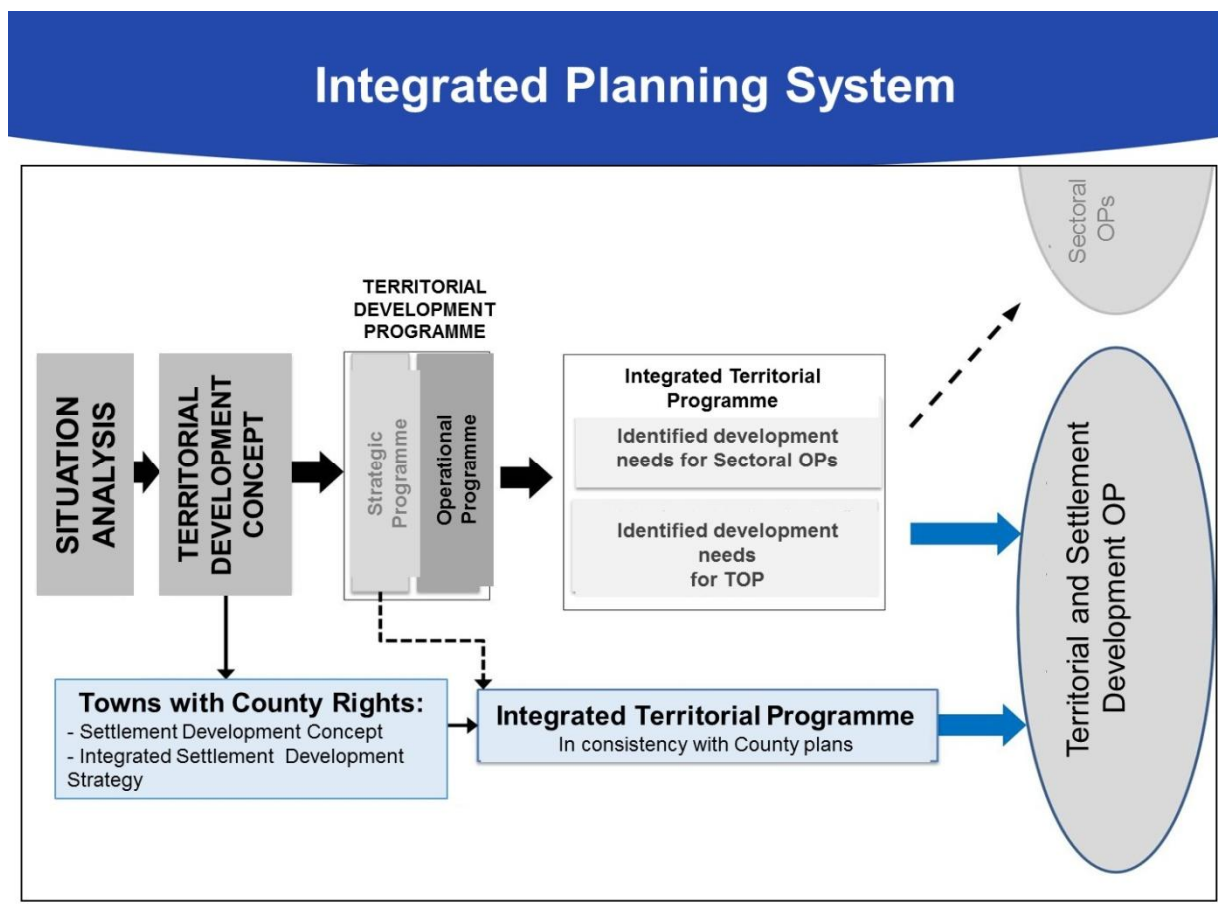 Integrated Planning System
Sectoral
OPs
TERRITORIAL
DEVELOPMENT
PROGRAMME
SITUATION
ANALYSIS
TERRITORIAL
DEVELOPMENT
CONCEPT
Strategic
Programme
Operational
Programme
Integrated Territorial
Programme
Identified development
needs for Sectoral OPs
Identified development
needs
for TOP
Territorial and Settlement
Development OP
Towns with County Rights:
- Settlement Development Concept
- Integrated Settlement Development
Strategy
Integrated Territorial Programme
In consistency with County plans